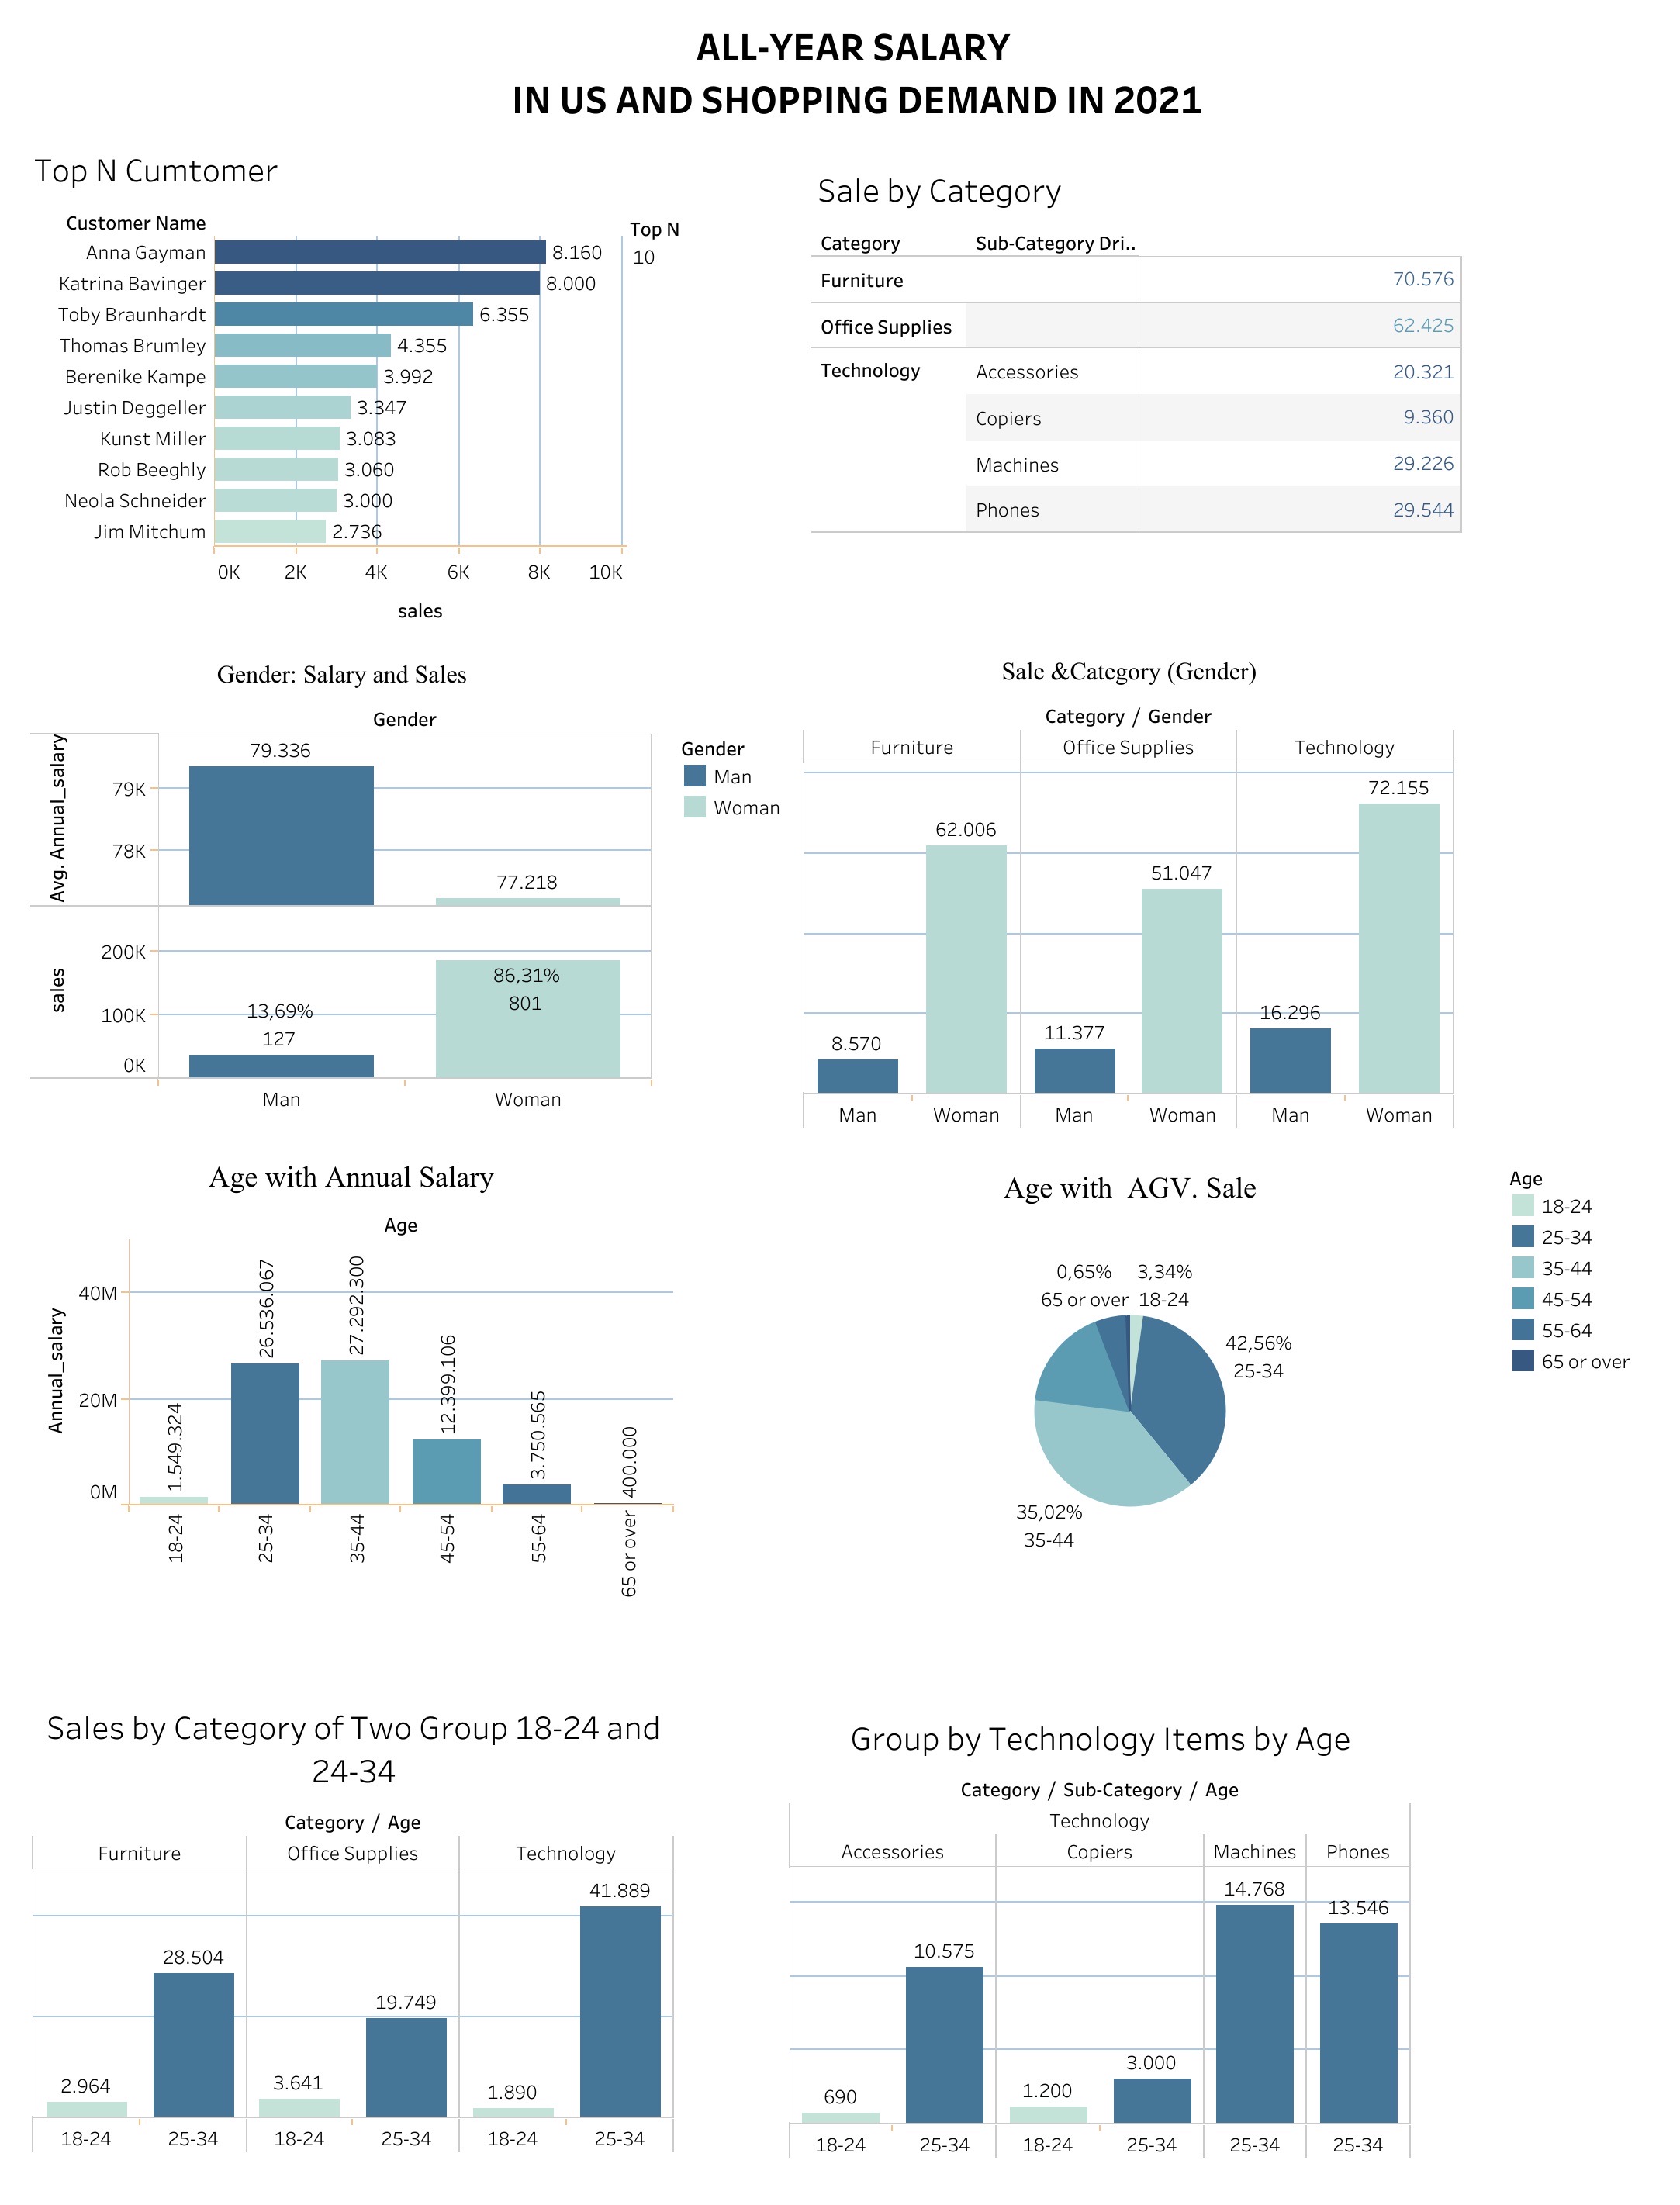 ALL-YEAR SALARY
IN US AND SHOPPING DEMAND IN 2021
Top N Cumtomer
Customer Name
Anna Gayman 8.160
Katrina Bavinger 8.000
Toby Braunhardt 6.355
Thomas Brumley 4.355
Berenike Kampe 3.992
Justin Deggeller 3.347
Kunst Miller 3.083
Rob Beeghly 3.060
Neola Schneider 3.000
Jim Mitchum 2.736
0K 2K 4K 6K 8K 10K
sales
Top N
10
Sale by Category
Category Sub-Category Dri..
Furniture 70.576
Office Supplies 62.425
Technology Accessories 20.321
Copiers 9.360
Machines 29.226
Phones 29.544
Gender: Salary and Sales
Gender
Avg. Annual_salary
79K
78K
79.336
77.218
sales
200K
100K
0K
13,69%
127
86,31%
801
Man Woman
Gender
Man
Woman
Sale &Category (Gender)
Category / Gender
Furniture Office Supplies Technology
8.570 62.006 11.377 51.047 16.296 72.155
Man Woman Man Woman Man Woman
Age with Annual Salary
Age
Annual_salary
40M
20M
0M
1.549.324
26.536.067
27.292.300
12.399.106
3.750.565
400.000
18-24
25-34
35-44
45-54
55-64
65 or over
Age with AGV. Sale
0,65%
65 or over
3,34%
18-24
42,56%
25-34
35,02%
35-44
Age
18-24
25-34
35-44
45-54
55-64
65 or over
Sales by Category of Two Group 18-24 and
24-34
Category / Age
Furniture Office Supplies Technology
2.964 28.504 3.641 19.749 1.890 41.889
18-24 25-34 18-24 25-34 18-24 25-34
Group by Technology Items by Age
Category / Sub-Category / Age
Technology
Accessories Copiers Machines Phones
690 10.575 1.200 3.000 14.768 13.546
18-24 25-34 18-24 25-34 25-34 25-34